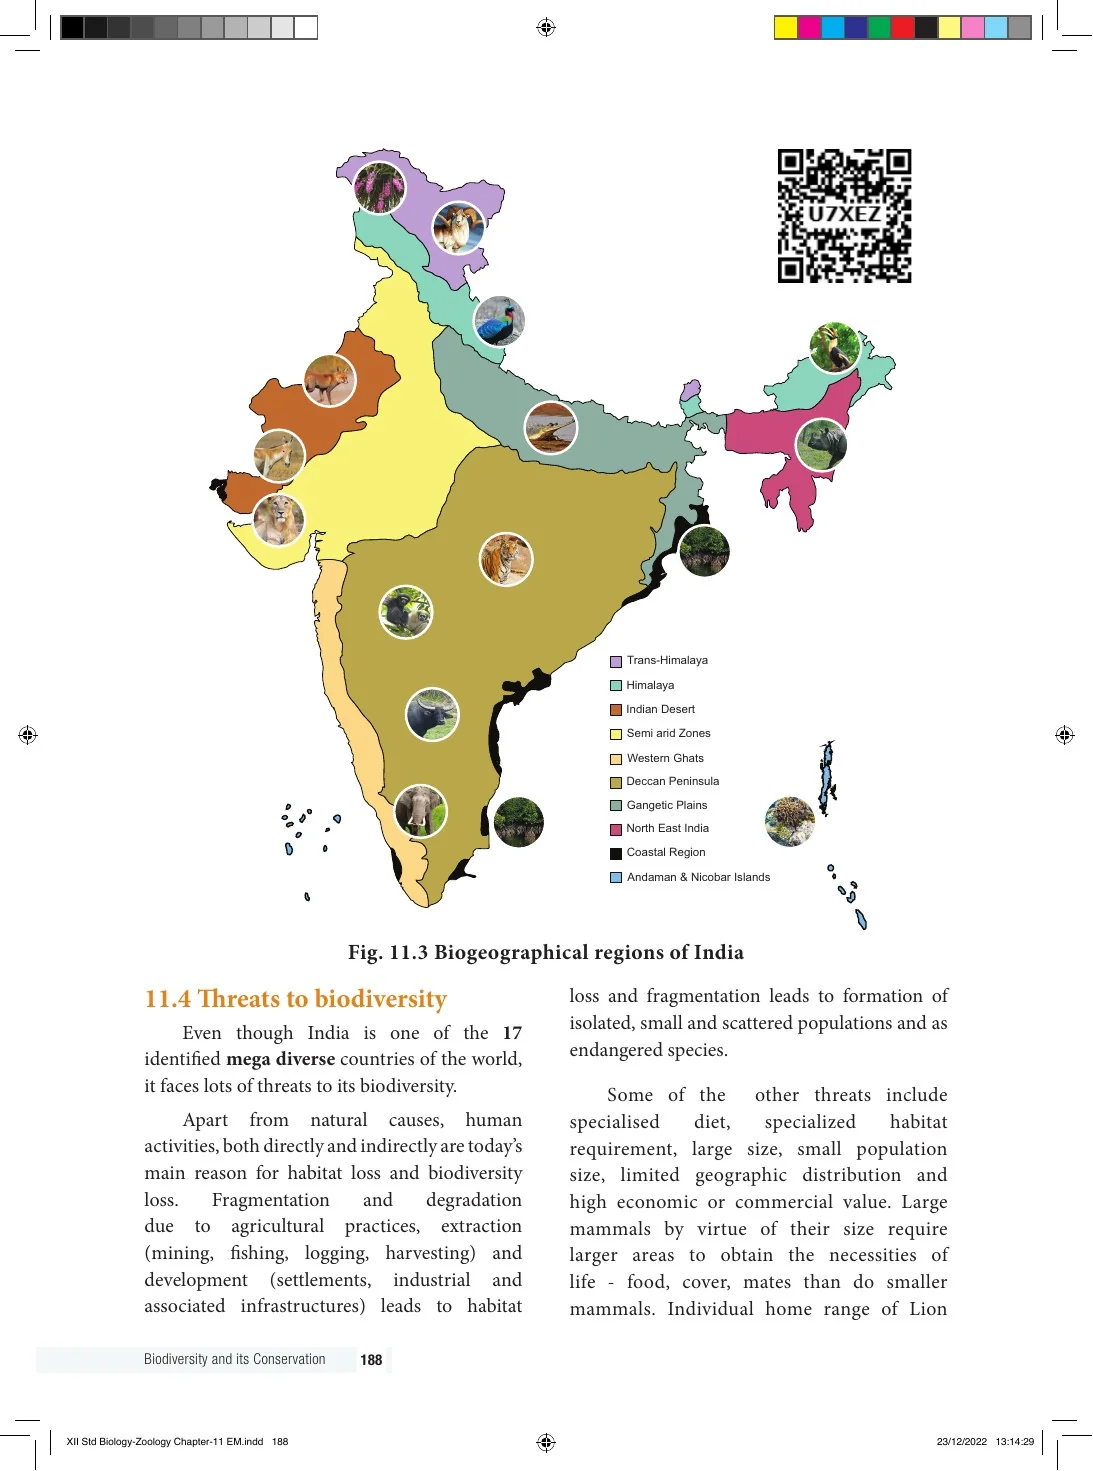 U7XEZ
Trans-Himalaya
Himalaya
Indian Desert
Semi arid Zones
Western Ghats
Deccan Peninsula
Gangetic Plains
North East India
Coastal Region
Andaman & Nicobar Islands
Fig. 11.3 Biogeographical regions of India
11.4 Threats to biodiversity
Even though India is one of the 17
identified mega diverse countries of the world,
it faces lots of threats to its biodiversity.
Apart from natural causes, human
activities, both directly and indirectly are today's
main reason for habitat loss and biodiversity
loss. Fragmentation and degradation
due to agricultural practices, extraction
(mining, fishing, logging, harvesting) and
development (settlements, industrial and
associated infrastructures) leads to habitat
loss and fragmentation leads to formation of
isolated, small and scattered populations and as
endangered species.
Some of the other threats include
specialised diet, specialized habitat
requirement, large size, small population
size, limited geographic distribution and
high economic or commercial value. Large
mammals by virtue of their size require
larger areas to obtain the necessities of
life - food, cover, mates than do smaller
mammals. Individual home range of Lion
Biodiversity and its Conservation 188
XII Std Biology-Zoology Chapter-11 EM.indd 188
23/12/2022 13:14:29